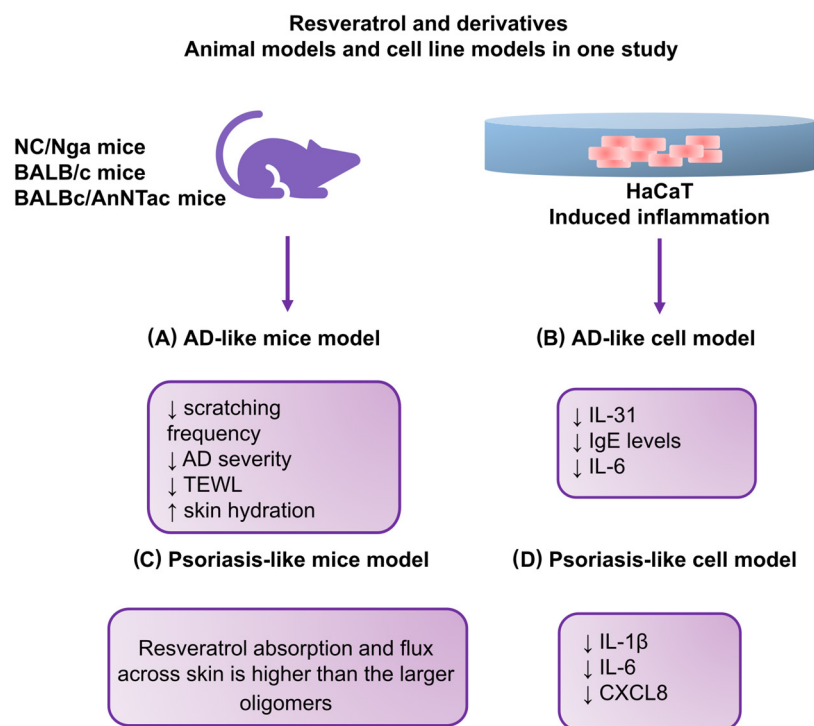 Resveratrol and derivatives
Animal models and cell line models in one study
NC/Nga mice
BALB/c mice
BALBc/AnNTac mice
HaCaT
Induced inflammation
(A) AD-like mice model
↓ scratching
frequency
↓ AD severity
↓ TEWL
↑ skin hydration
(B) AD-like cell model
↓ IL-31
↓ IgE levels
↓ IL-6
(C) Psoriasis-like mice model
Resveratrol absorption and flux
across skin is higher than the larger
oligomers
(D) Psoriasis-like cell model
↓ IL-1β
↓ IL-6
↓ CXCL8